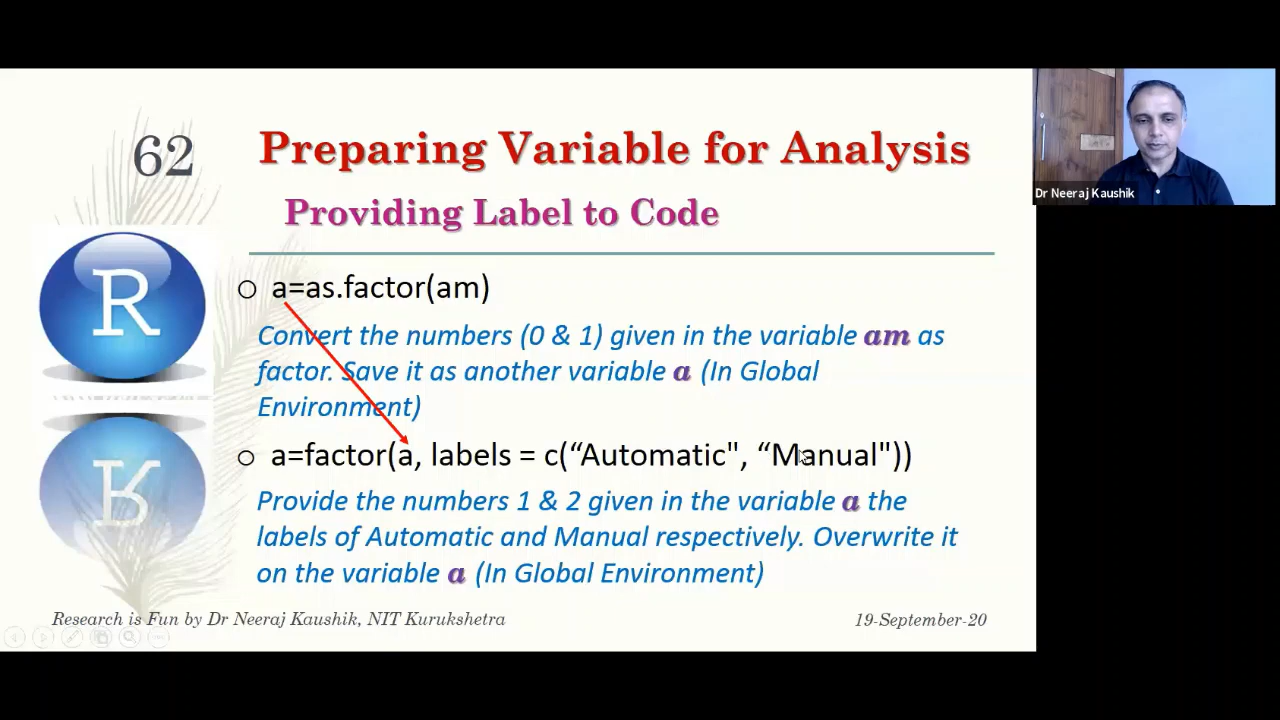 62
Preparing Variable for Analysis
Providing Label to Code
R
a=as.factor(am)
Convert the numbers (0 & 1) given in the variable am as
factor. Save it as another variable a (In Global
Environment)
a=factor(a, labels = c(“Automatic", “Manual"))
Provide the numbers 1 & 2 given in the variable a the
labels of Automatic and Manual respectively. Overwrite it
on the variable a (In Global Environment)
Research is Fun by Dr Neeraj Kaushik, NIT Kurukshetra
19-September-20
Dr Neeraj Kaushik